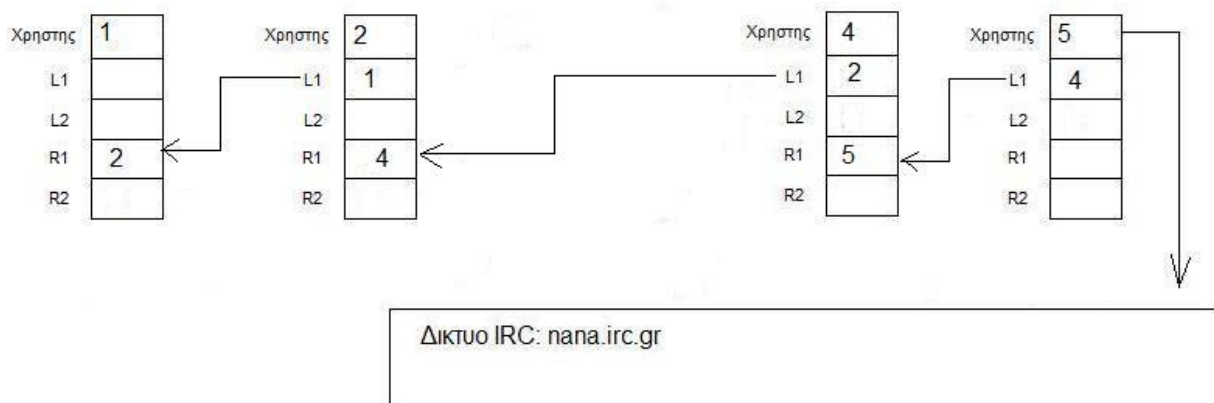 Χρηστης 1
L1
L2
R1 2
R2
Χρηστης 2
L1 1
L2
R1 4
R2
Χρηστης 4
L1 2
L2
R1 5
R2
Χρηστης 5
L1 4
L2
R1
R2
Δικτυο IRC: nana.irc.gr